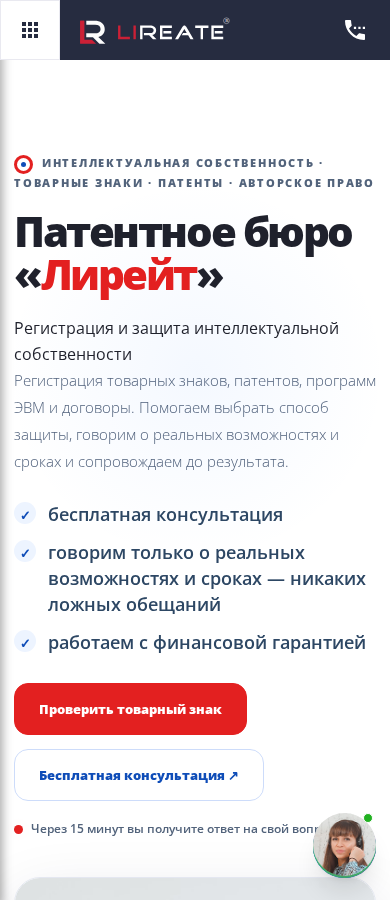 LIREATE®
ИНТЕЛЛЕКТУАЛЬНАЯ СОБСТВЕННОСТЬ ·
ТОВАРНЫЕ ЗНАКИ · ПАТЕНТЫ · АВТОРСКОЕ ПРАВО
Патентное бюро
«Лирейт»
Регистрация и защита интеллектуальной
собственности
Регистрация товарных знаков, патентов, программ
ЭВМ и договоры. Помогаем выбрать способ
защиты, говорим о реальных возможностях и
сроках и сопровождаем до результата.
✓ бесплатная консультация
✓ говорим только о реальных
возможностях и сроках — никаких
ложных обещаний
✓ работаем с финансовой гарантией
Проверить товарный знак
Бесплатная консультация ↗
Через 15 минут вы получите ответ на свой